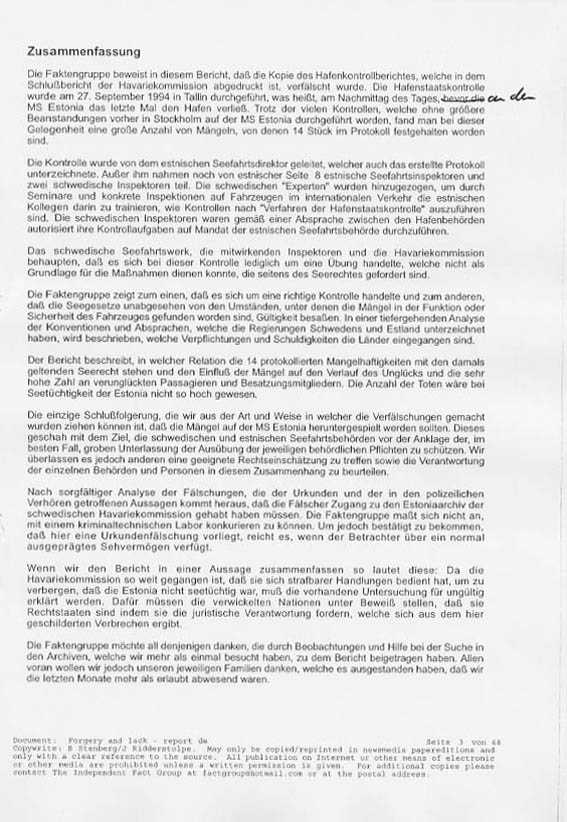 Zusammenfassung
Die Faktengruppe beweist in diesem Bericht, daß die Kopie des Hafenkontrollberichtes, welche in dem
Schlußbericht der Havariekommission abgedruckt ist, verfälscht wurde. Die Hafenstaatskontrolle
wurde am 27. September 1994 in Tallin durchgeführt, was heißt, am Nachmittag des Tages, bevor die an dem
MS Estonia das letzte Mal den Hafen verließ. Trotz der vielen Kontrollen, welche ohne größere
Beanstandungen vorher in Stockholm auf der MS Estonia durchgeführt worden, fand man bei dieser
Gelegenheit eine große Anzahl von Mängeln, von denen 14 Stück im Protokoll festgehalten worden
sind.
Die Kontrolle wurde von dem estnischen Seefahrtsdirektor geleitet, welcher auch das erstellte Protokoll
unterzeichnete. Außer ihm nahmen noch von estnischer Seite 8 estnische Seefahrtsinspektoren und
zwei schwedische Inspektoren teil. Die schwedischen "Experten" wurden hinzugezogen, um durch
Seminare und konkrete Inspektionen auf Fahrzeugen im internationalen Verkehr die estnischen
Kollegen darin zu trainieren, wie Kontrollen nach "Verfahren der Hafenstaatskontrolle" auszuführen
sind. Die schwedischen Inspektoren waren gemäß einer Absprache zwischen den Hafenbehörden
autorisiert ihre Kontrollaufgaben auf Mandat der estnischen Seefahrtsbehörde durchzuführen.
Das schwedische Seefahrtswerk, die mitwirkenden Inspektoren und die Havariekommission
behaupten, daß es sich bei dieser Kontrolle lediglich um eine Übung handelte, welche nicht als
Grundlage für die Maßnahmen dienen konnte, die seitens des Seerechtes gefordert sind.
Die Faktengruppe zeigt zum einen, daß es sich um eine richtige Kontrolle handelte und zum anderen,
daß die Seegesetze unabgesehen von den Umständen, unter denen die Mängel in der Funktion oder
Sicherheit des Fahrzeuges gefunden worden sind, Gültigkeit besaßen. In einer tiefergehenden Analyse
der Konventionen und Absprachen, welche die Regierungen Schwedens und Estland unterzeichnet
haben, wird beschrieben, welche Verpflichtungen und Schuldigkeiten die Länder eingegangen sind.
Der Bericht beschreibt, in welcher Relation die 14 protokollierten Mangelhaftigkeiten mit den damals
geltenden Seerecht stehen und den Einfluß der Mängel auf den Verlauf des Unglücks und die sehr
hohe Zahl an verunglückten Passagieren und Besatzungsmitgliedern. Die Anzahl der Toten wäre bei
Seetüchtigkeit der Estonia nicht so hoch gewesen.
Die einzige Schlußfolgerung, die wir aus der Art und Weise in welcher die Verfälschungen gemacht
wurden ziehen können ist, daß die Mängel auf der MS Estonia heruntergespielt werden sollten. Dieses
geschah mit dem Ziel, die schwedischen und estnischen Seefahrtsbehörden vor der Anklage der, im
besten Fall, groben Unterlassung der Ausübung der jeweiligen behördlichen Pflichten zu schützen. Wir
überlassen es jedoch anderen eine geeignete Rechtseinschätzung zu treffen sowie die Verantwortung
der einzelnen Behörden und Personen in diesem Zusammenhang zu beurteilen.
Nach sorgfältiger Analyse der Fälschungen, die der Urkunden und der in den polizeilichen
Verhören getroffenen Aussagen kommt heraus, daß die Fälscher Zugang zu den Estoniaarchiv der
schwedischen Havariekommission gehabt haben müssen. Die Faktengruppe maßt sich nicht an,
mit einem kriminaltechnischen Labor konkurieren zu können. Um jedoch bestätigt zu bekommen,
daß hier eine Urkundenfälschung vorliegt, reicht es, wenn der Betrachter über ein normal
ausgeprägtes Sehvermögen verfügt.
Wenn wir den Bericht in einer Aussage zusammenfassen so lautet diese: Da die
Havariekommission so weit gegangen ist, daß sie sich strafbarer Handlungen bedient hat, um zu
verbergen, daß die Estonia nicht seetüchtig war, muß die vorhandene Untersuchung für ungültig
erklärt werden. Dafür müssen die verwickelten Nationen unter Beweiß stellen, daß sie
Rechtstaaten sind indem sie die juristische Verantwortung fordern, welche sich aus dem hier
geschilderten Verbrechen ergibt.
Die Faktengruppe möchte all denjenigen danken, die durch Beobachtungen und Hilfe bei der Suche in
den Archiven, welche wir mehr als einmal besucht haben, zu dem Bericht beigetragen haben. Allen
voran wollen wir jedoch unseren jeweiligen Familien danken, welche es ausgestanden haben, daß wir
die letzten Monate mehr als erlaubt abwesend waren.
Document: Forgery and lack - report de Seite 3 von 68
Copywrite: B Stenberg/J Ridderstolpe. May only be copied/reprinted in newsmedia papereditions and
only with a clear reference to the source. All publication on Internet or other means of electronic
or other media are prohibited unless a written permission is given. For additional copies please
contact The Independent Fact Group at factgroup@hotmail.com or at the postal address.